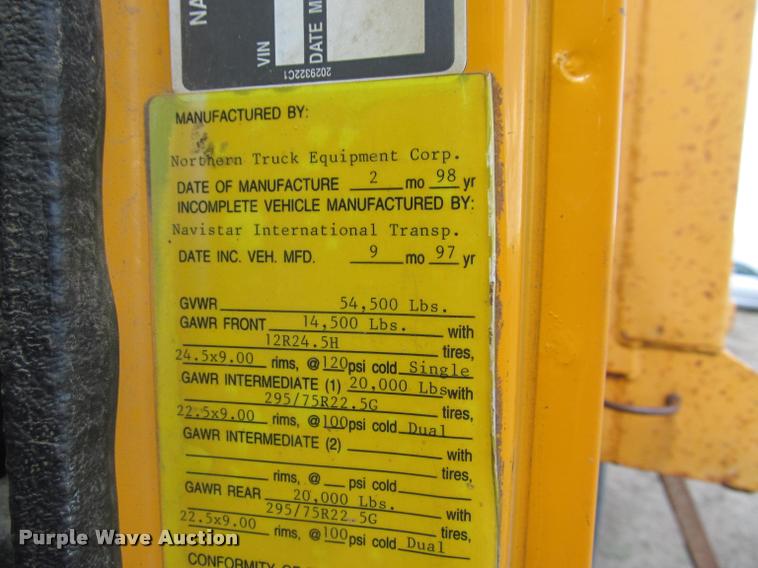 NA
VIN
DATE M
2029322C1
MANUFACTURED BY:
Northern Truck Equipment Corp.
DATE OF MANUFACTURE 2 mo 98 yr
INCOMPLETE VEHICLE MANUFACTURED BY:
Navistar International Transp.
DATE INC. VEH. MFD. 9 mo 97 yr
GVWR 54,500 Lbs.
GAWR FRONT 14,500 Lbs. with
12R24.5H tires,
24.5x9.00 rims, @ 120psi cold Single
GAWR INTERMEDIATE (1) 20,000 Lbs with
295/75R22.5G tires,
22.5x9.00 rims, @ 100psi cold Dual
GAWR INTERMEDIATE (2) with
tires,
rims, @ psi cold
GAWR REAR 20,000 Lbs. with
295/75R22.5G tires,
22.5x9.00 rims, @ 100psi cold Dual
CONFORMITY OF
Purple Wave Auction